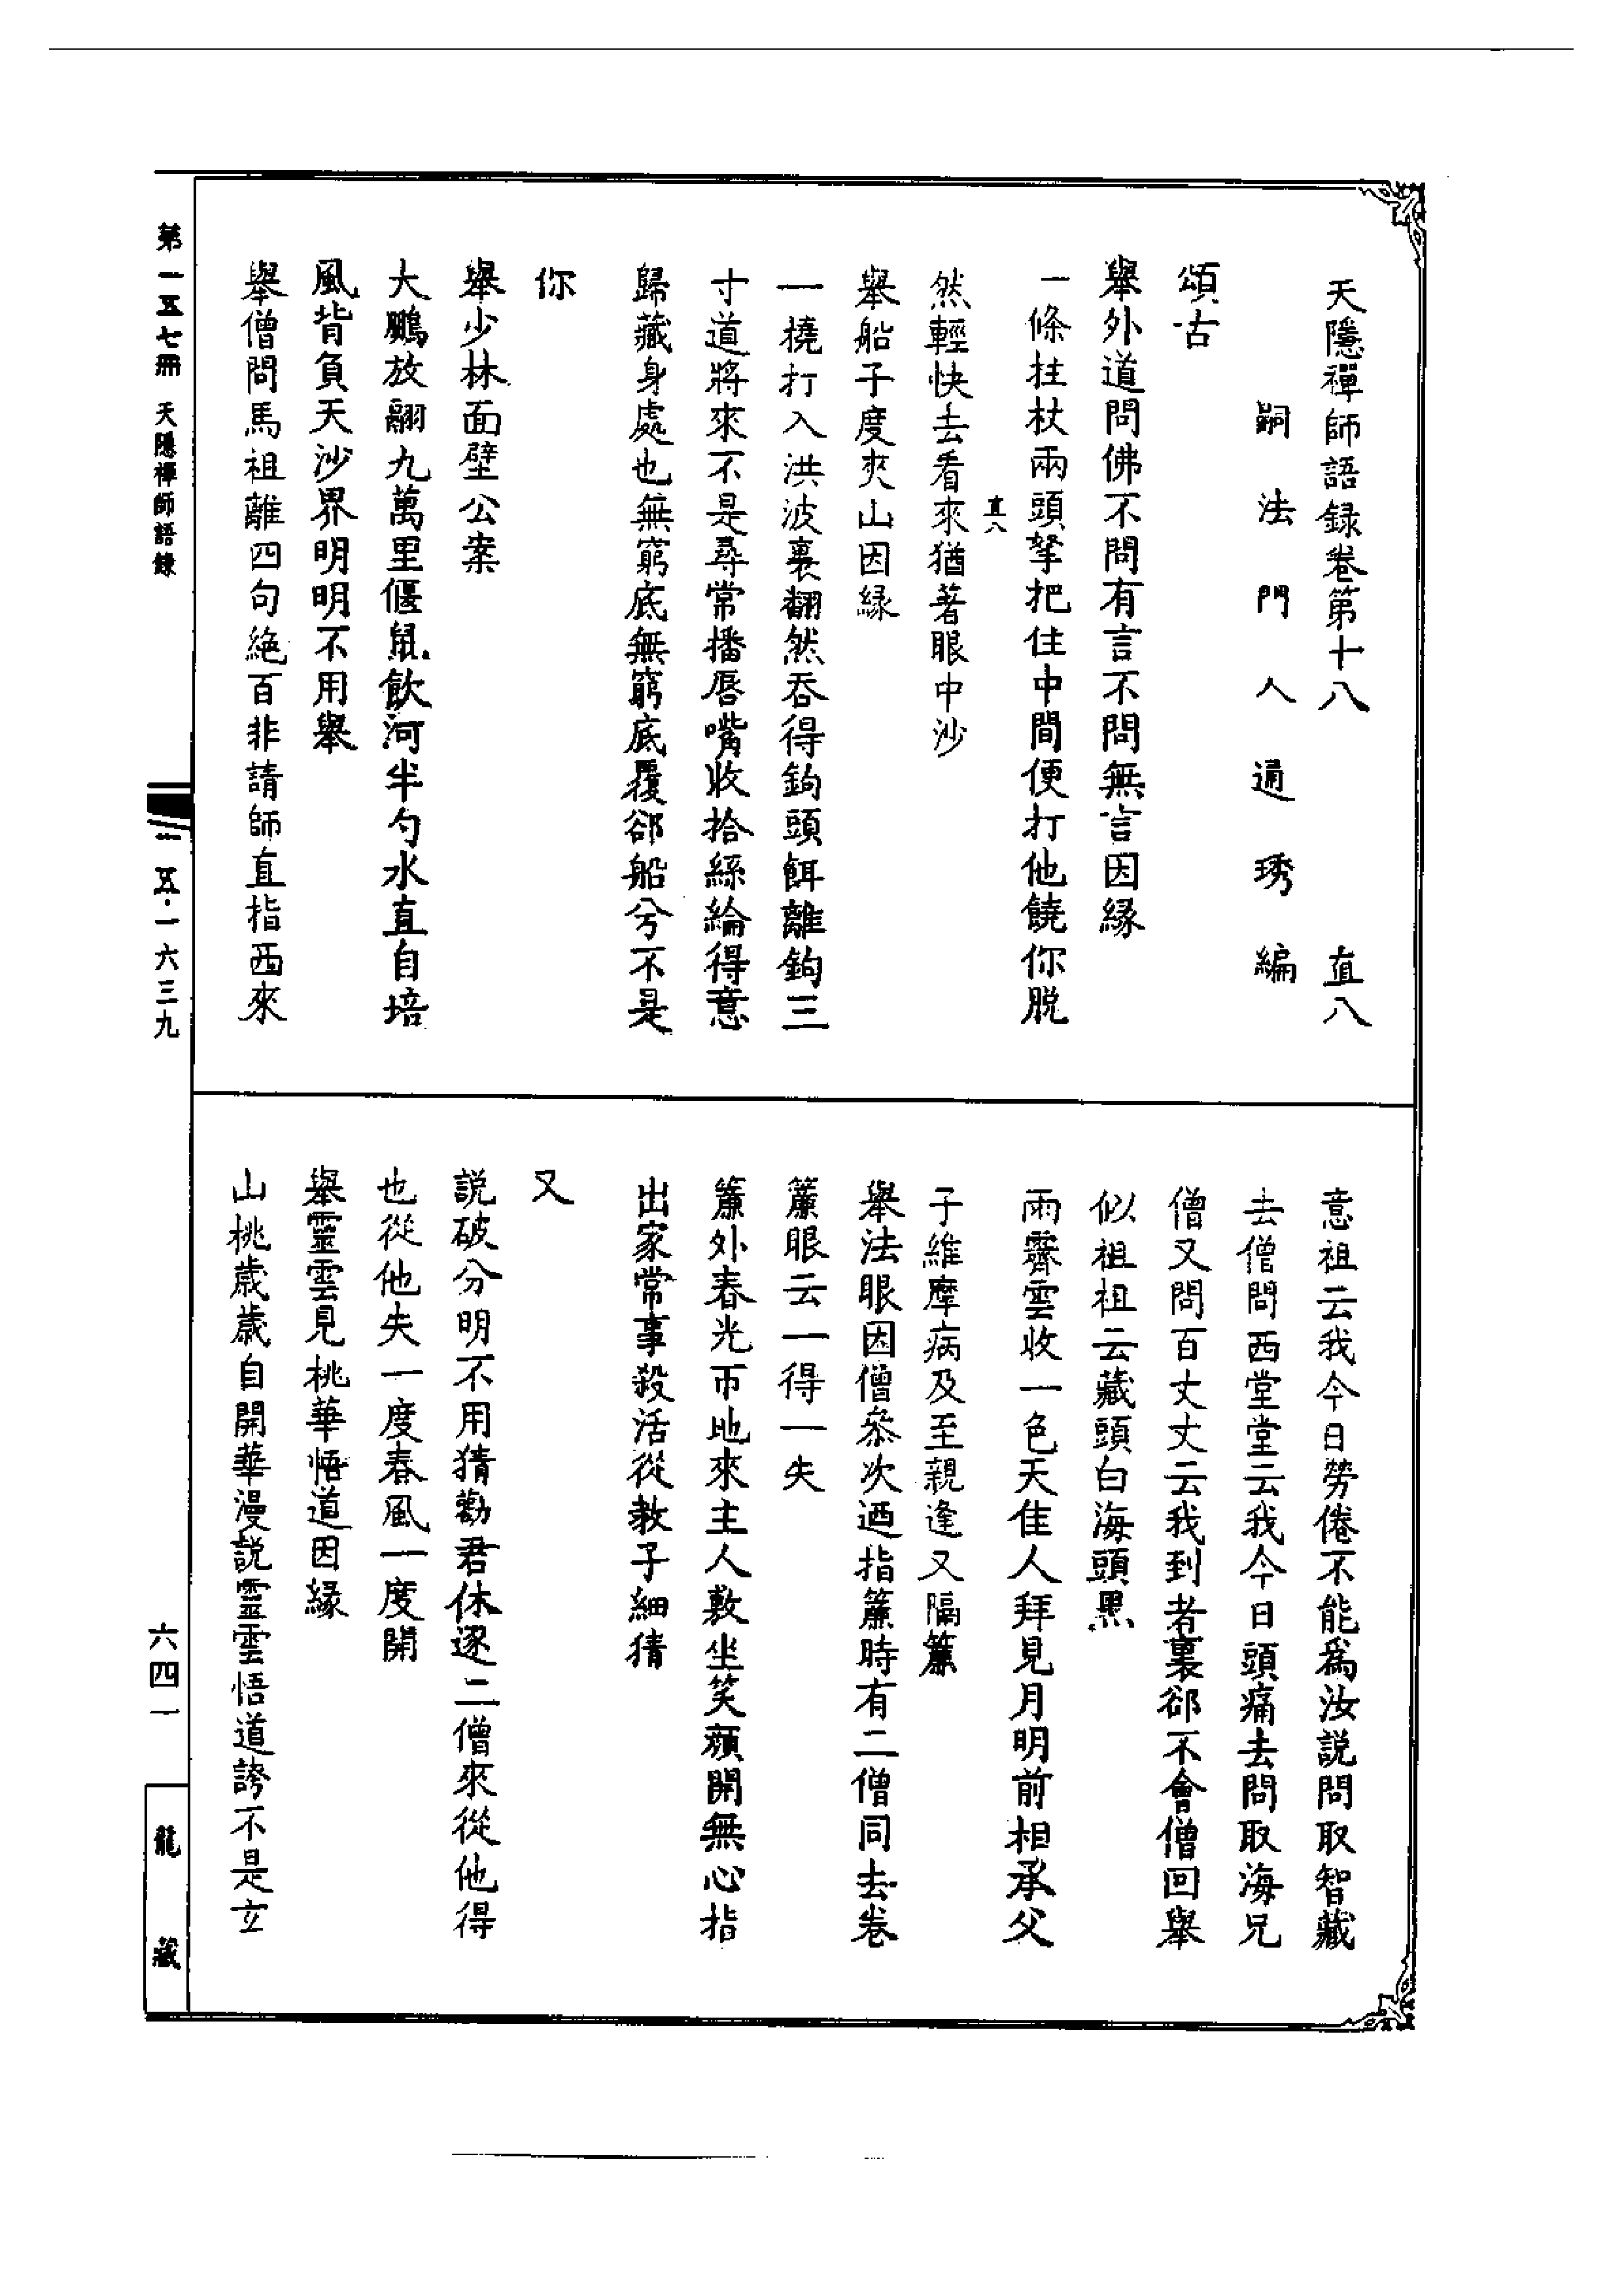 天隱禪師語録卷第十八　直八
嗣法門人通琇編
頌古
舉外道問佛不問有言不問無言因緣
一條拄杖兩頭拏把住中間便打他饒你脱
直八
然輕快去看來猶著眼中沙
舉船子度夾山因緣
一橈打入洪波裏翻然吞得鈎頭餌離鈎三
寸道將來不是尋常播唇嘴收拾絲綸得意
歸藏身處也無窮底無窮底覆郤船兮不是
你
舉少林面壁公案
大鵬放翮九萬里偃鼠飲河半勺水直自培
風背負天沙界明明不用舉
舉僧問馬祖離四句絶百非請師直指西來
意祖云我今日勞倦不能爲汝説問取智藏
去僧問西堂堂云我今日頭痛去問取海兄
僧又問百丈丈云我到者裏郤不會僧回舉
似祖祖云藏頭白海頭黑
雨霽雲收一色天佳人拜見月明前相承父
子維摩病及至親逢又隔簾
舉法眼因僧叅次迺指簾時有二僧同去卷
簾眼云一得一失
簾外春光帀地來主人敷坐笑顔開無心指
出家常事殺活從教子細猜
又
説破分明不用猜勸君休逐二僧來從他得
也從他失一度春風一度開
舉靈雲見桃華悟道因緣
山桃歲歲自開華漫説靈雲悟道誇不是玄
第一五七冊　天隱禪師語錄
五·一六三九
六四一
龍藏